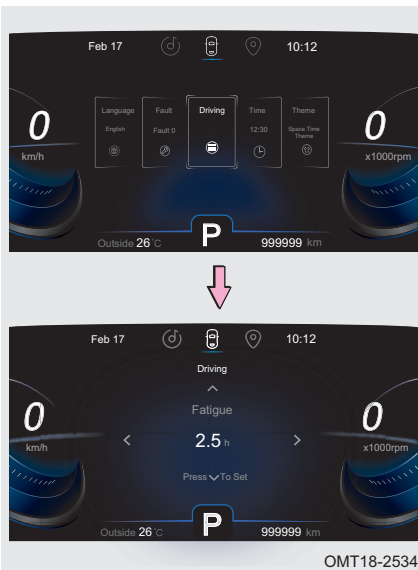 Feb 17 10:12
Language Fault Driving Time Theme
English Fault 0 12:30 Space Time
Theme
0 0
km/h x1000rpm
P
Outside 26°C 999999 km
Feb 17 10:12
Driving
Fatigue
0 0
< 2.5 h >
km/h x1000rpm
Press To Set
P
Outside 26°C 999999 km
OMT18-2534